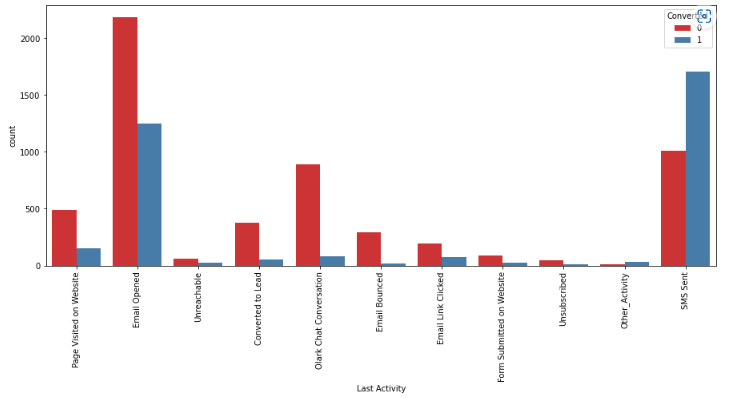 Converted
0
1
2000
1500
1000
500
0
count
Page Visited on Website
Email Opened
Unreachable
Converted to Lead
Olark Chat Conversation
Email Bounced
Email Link Clicked
Form Submitted on Website
Unsubscribed
Other_Activity
SMS Sent
Last Activity